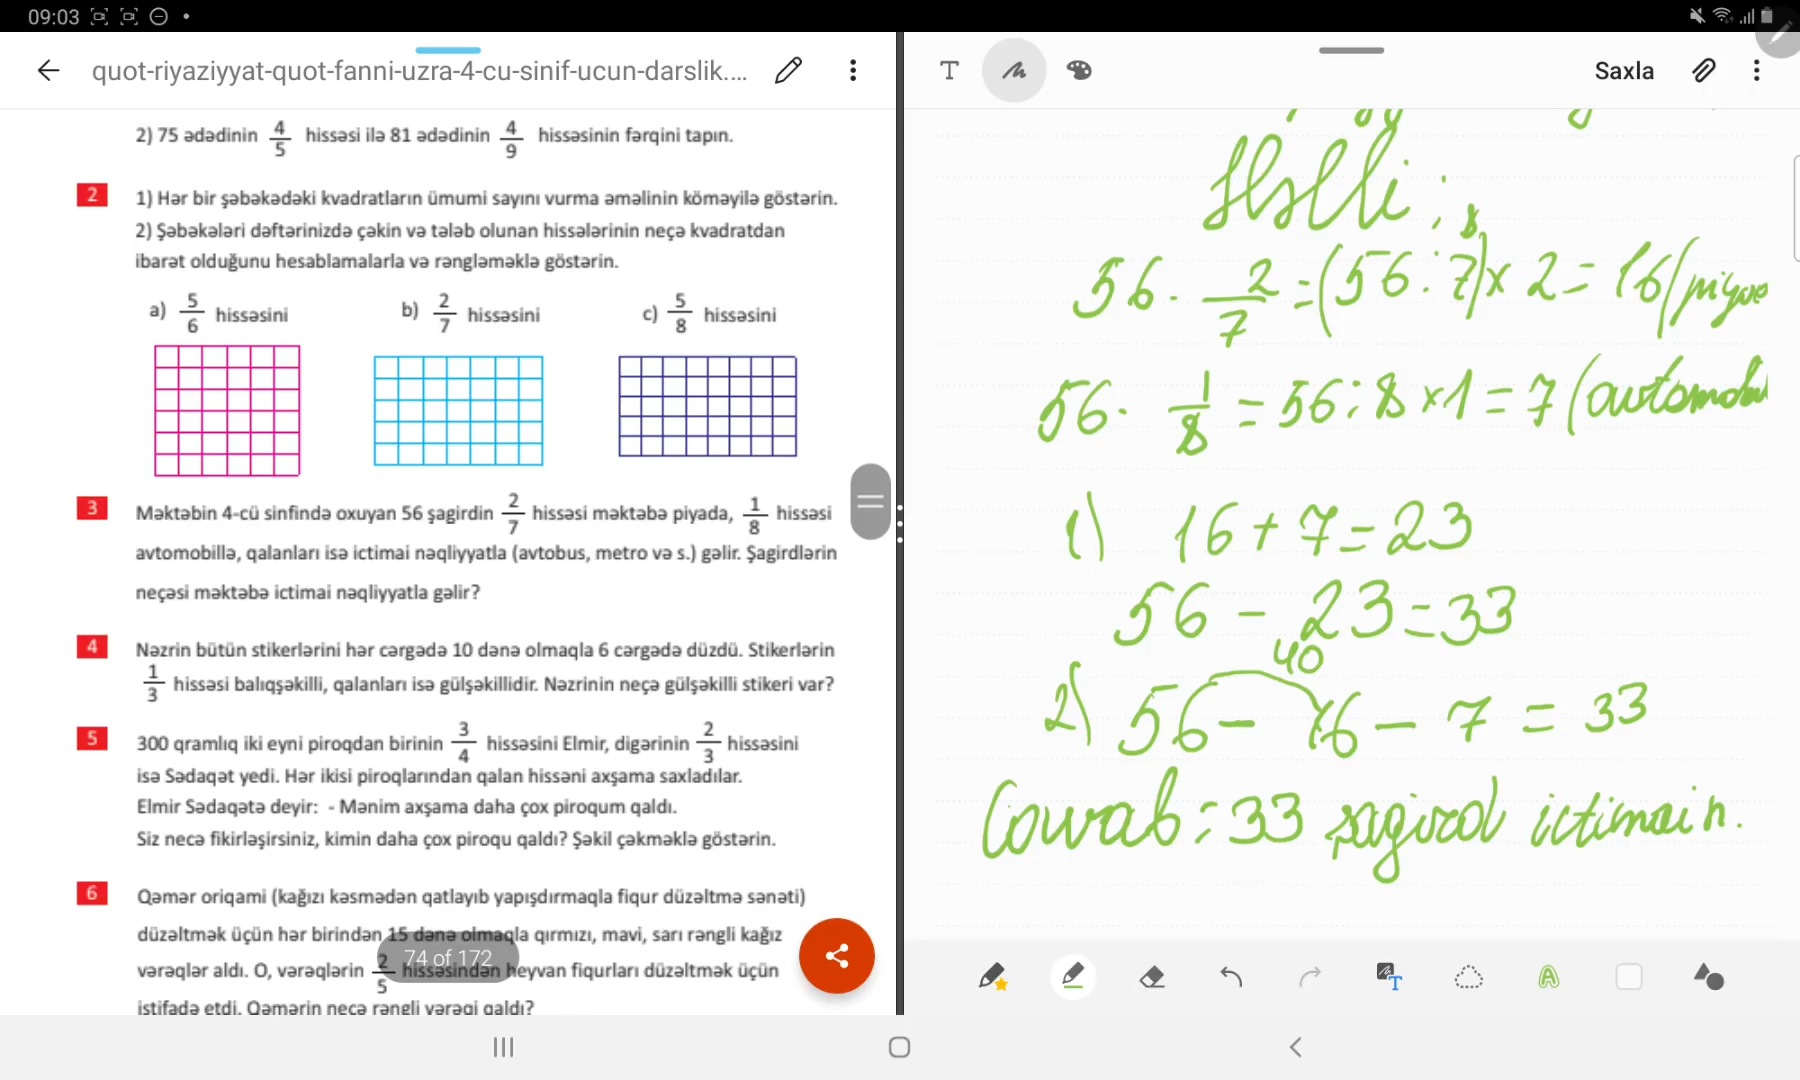 09:03
quot-riyaziyyat-quot-fanni-uzra-4-cu-sinif-ucun-darslik....
2) 75 ədədinin 4/5 hissəsi ilə 81 ədədinin 4/9 hissəsinin fərqini tapın.
2 1) Hər bir şəbəkədəki kvadratların ümumi sayını vurma əməlinin köməyilə göstərin.
2) Şəbəkələri dəftərinizdə çəkin və tələb olunan hissələrinin neçə kvadratdan
ibarət olduğunu hesablamalarla və rəngləməklə göstərin.
a) 5/6 hissəsini b) 2/7 hissəsini c) 5/8 hissəsini
3 Məktəbin 4-cü sinfində oxuyan 56 şagirdin 2/7 hissəsi məktəbə piyada, 1/8 hissəsi
avtomobillə, qalanları isə ictimai nəqliyyatla (avtobus, metro və s.) gəlir. Şagirdlərin
neçəsi məktəbə ictimai nəqliyyatla gəlir?
4 Nəzrin bütün stikerlərini hər cərgədə 10 dənə olmaqla 6 cərgədə düzdü. Stikerlərin
1/3 hissəsi balıqşəkilli, qalanları isə gülşəkillidir. Nəzrinin neçə gülşəkilli stikeri var?
5 300 qramlıq iki eyni piroqdan birinin 3/4 hissəsini Elmir, digərinin 2/3 hissəsini
isə Sədaqət yedi. Hər ikisi piroqlarından qalan hissəni axşama saxladılar.
Elmir Sədaqətə deyir: - Mənim axşama daha çox piroqum qaldı.
Siz necə fikirləşirsiniz, kimin daha çox piroqu qaldı? Şəkil çəkməklə göstərin.
6 Qəmər oriqami (kağızı kəsmədən qatlayıb yapışdırmaqla fiqur düzəltmə sənəti)
düzəltmək üçün hər birindən 15 dənə olmaqla qırmızı, mavi, sarı rəngli kağız
vərəqlər aldı. O, vərəqlərin 2/5 hissəsindən heyvan fiqurları düzəltmək üçün
istifadə etdi. Qəmərin neçə rəngli vərəqi qaldı?
74 of 172
T
Saxla
Həlli:
8
56 · 2/7 = (56 : 7) x 2 = 16 (piyad
56 · 1/8 = 56 : 8 x 1 = 7 (avtomobi
1) 16 + 7 = 23
56 - 23 = 33
40
2) 56 - 16 - 7 = 33
Cavab: 33 şagird ictimai n.